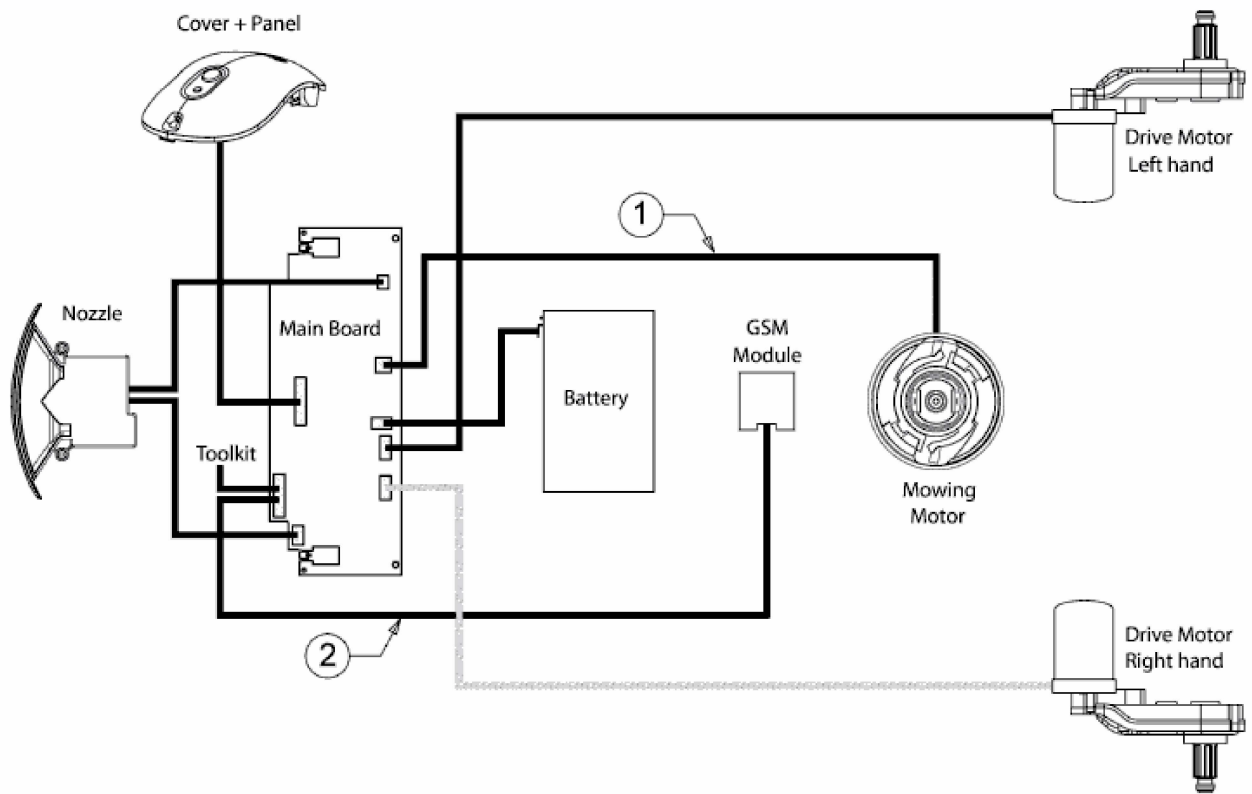 Cover + Panel
Drive Motor
Left hand
1
Nozzle
Main Board
GSM
Module
Battery
Toolkit
Mowing
Motor
2
Drive Motor
Right hand